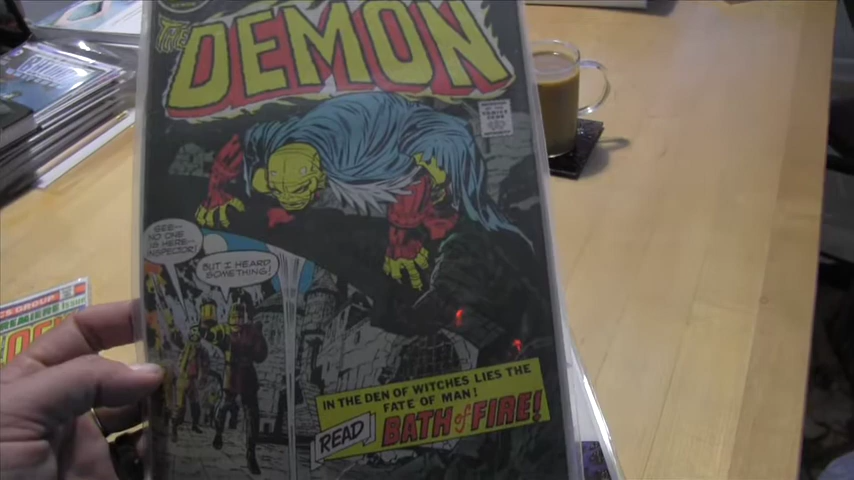 THE
DEMON
GEE—
NO ONE
IS HERE—
INSPECTOR!
BUT I HEARD
SOMETHING!
IN THE DEN OF WITCHES LIES THE
FATE OF MAN!
READ BATH of FIRE!